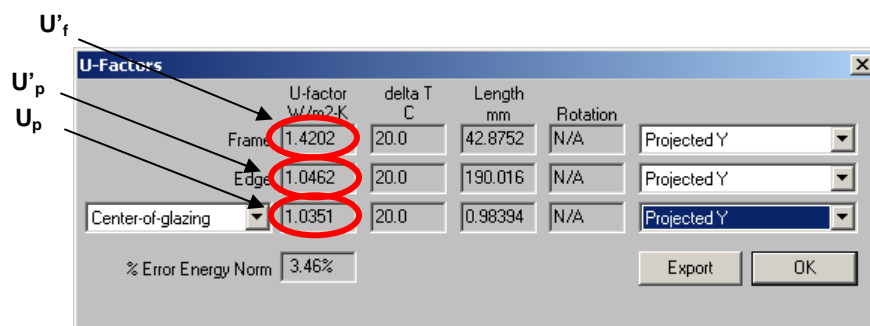 U'f
U-Factors
U'p
U-factor delta T Length
W/m2-K C mm Rotation
Up
Frame 1.4202 20.0 42.8752 N/A Projected Y
Edge 1.0462 20.0 190.016 N/A Projected Y
Center-of-glazing 1.0351 20.0 0.98394 N/A Projected Y
% Error Energy Norm 3.46% Export OK